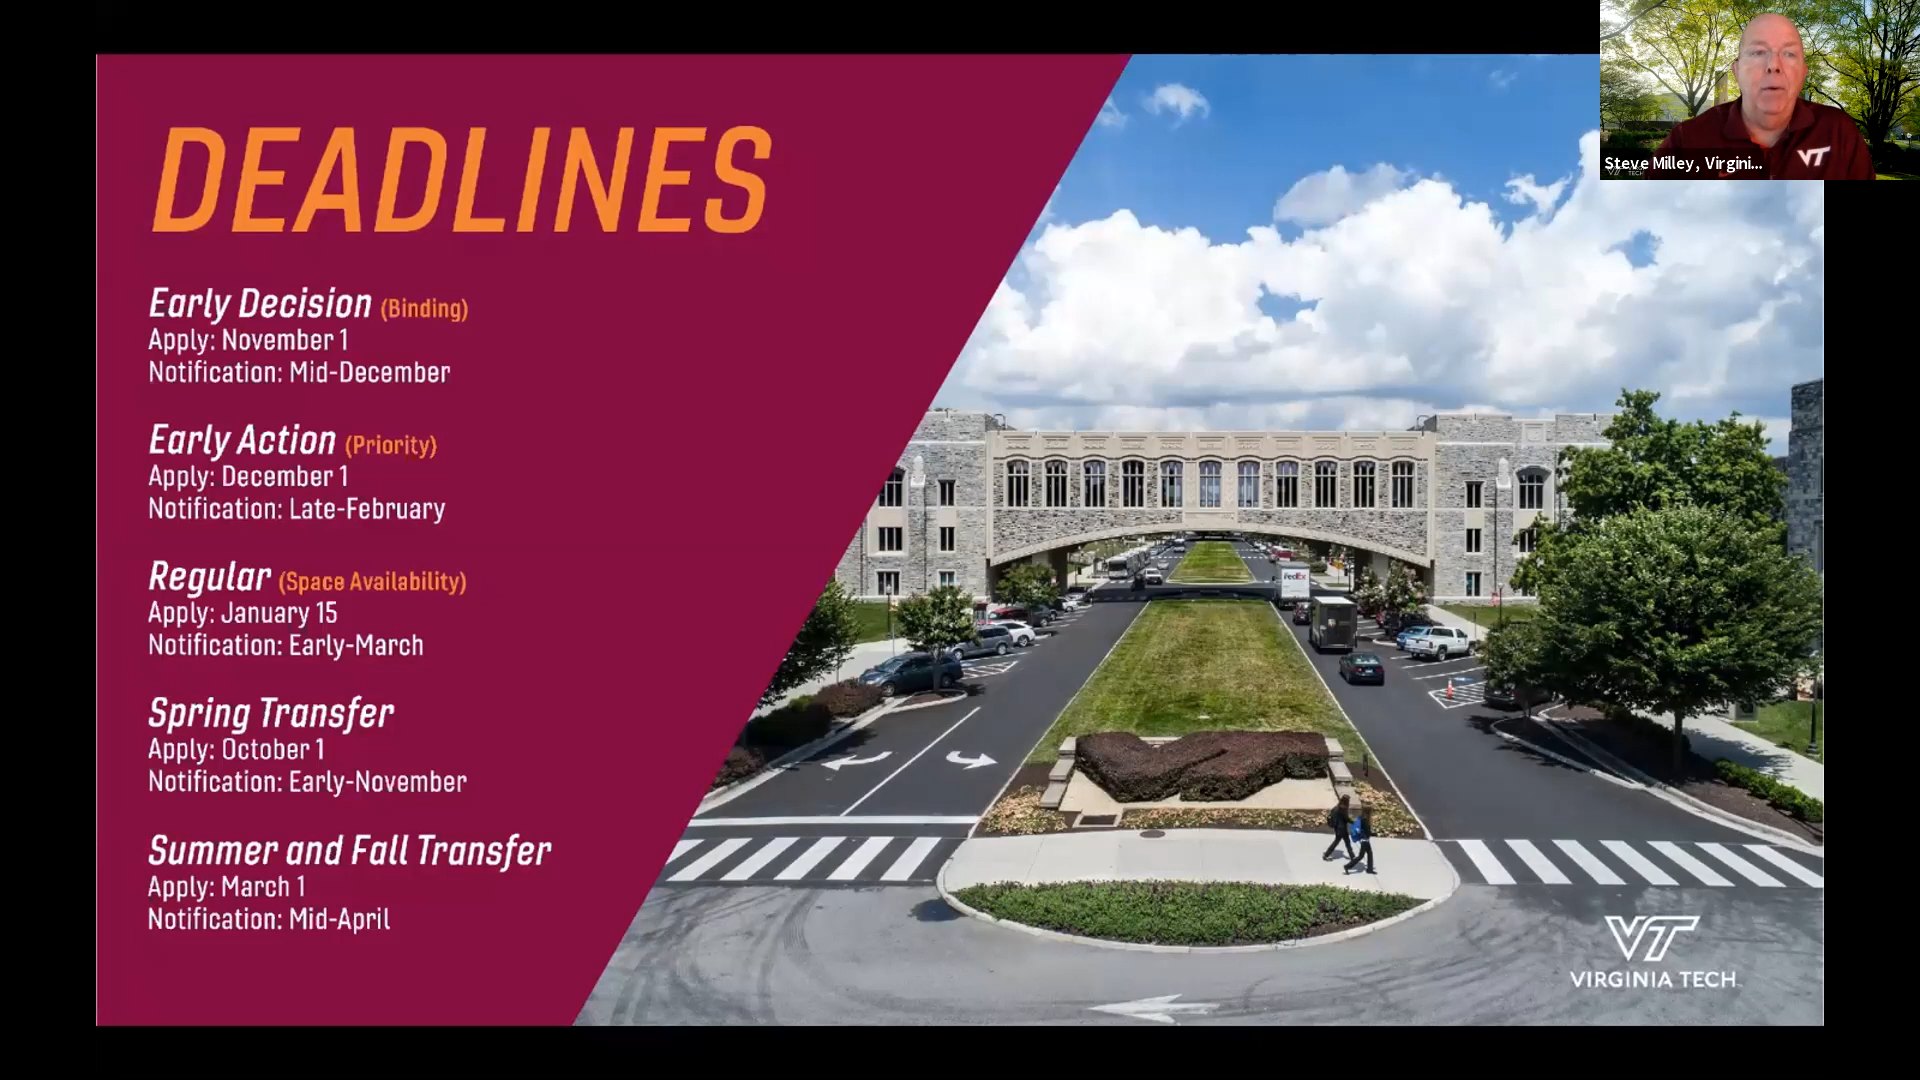 DEADLINES
Early Decision (Binding)
Apply: November 1
Notification: Mid-December
Early Action (Priority)
Apply: December 1
Notification: Late-February
Regular (Space Availability)
Apply: January 15
Notification: Early-March
Spring Transfer
Apply: October 1
Notification: Early-November
Summer and Fall Transfer
Apply: March 1
Notification: Mid-April
Steve Milley, Virgini...
TECH
VT
FedEx
VT
VIRGINIA TECH